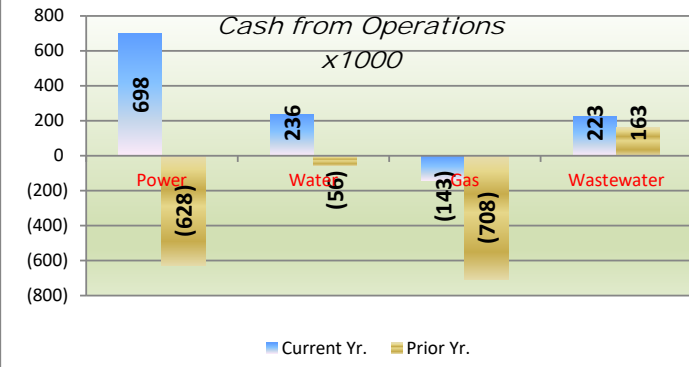 Cash from Operations
x1000
800
600
400
200
0
(200)
(400)
(600)
(800)
698
236
223
163
Power
Water
Gas
Wastewater
(628)
(56)
(143)
(708)
Current Yr.
Prior Yr.